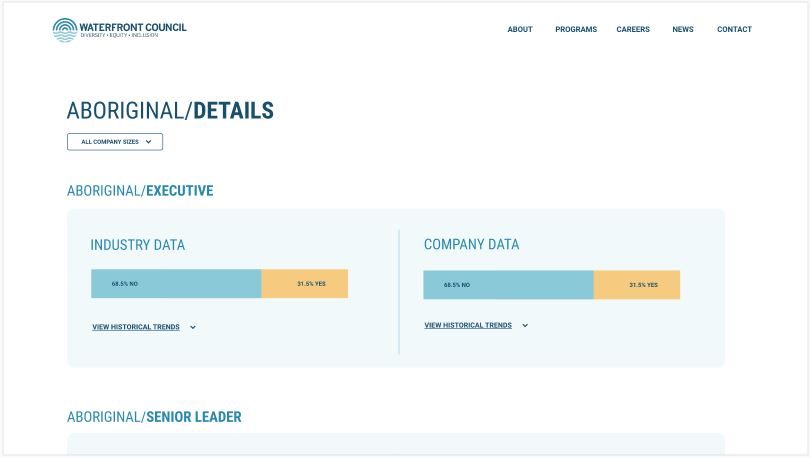 WATERFRONT COUNCIL
DIVERSITY • EQUITY • INCLUSION
ABOUT PROGRAMS CAREERS NEWS CONTACT
ABORIGINAL/DETAILS
ALL COMPANY SIZES
ABORIGINAL/EXECUTIVE
INDUSTRY DATA
68.5% NO 31.5% YES
VIEW HISTORICAL TRENDS
COMPANY DATA
68.5% NO 31.5% YES
VIEW HISTORICAL TRENDS
ABORIGINAL/SENIOR LEADER